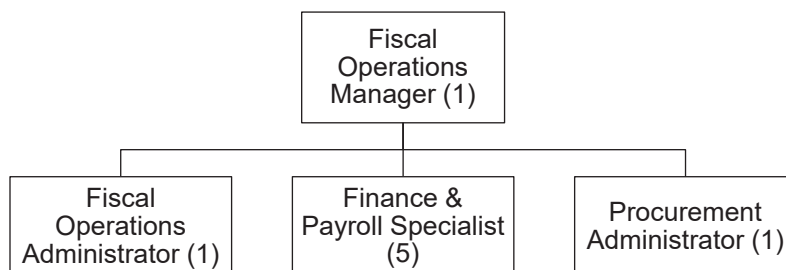 Fiscal
Operations
Manager (1)
Fiscal
Operations
Administrator (1)
Finance &
Payroll Specialist
(5)
Procurement
Administrator (1)